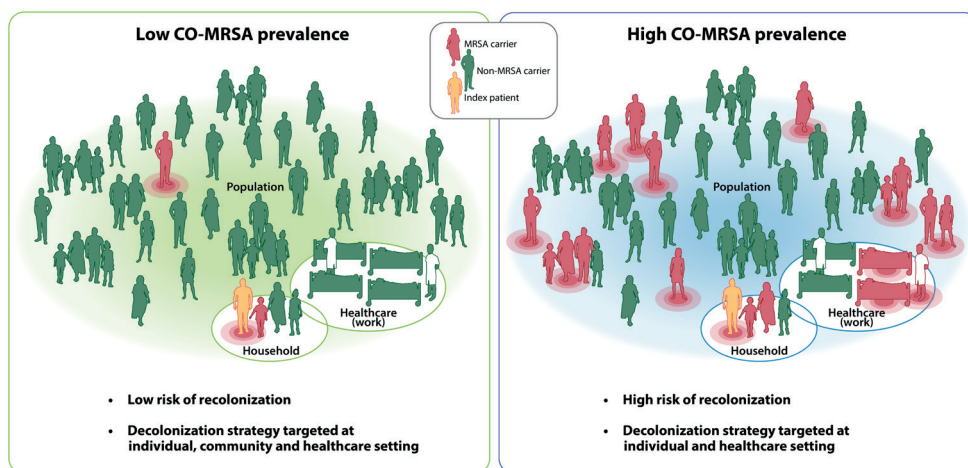 Low CO-MRSA prevalence
MRSA carrier
Non-MRSA carrier
Index patient
High CO-MRSA prevalence
Population
Healthcare
(work)
Household
• Low risk of recolonization
• Decolonization strategy targeted at
individual, community and healthcare setting
Population
Healthcare
(work)
Household
• High risk of recolonization
• Decolonization strategy targeted at
individual and healthcare setting